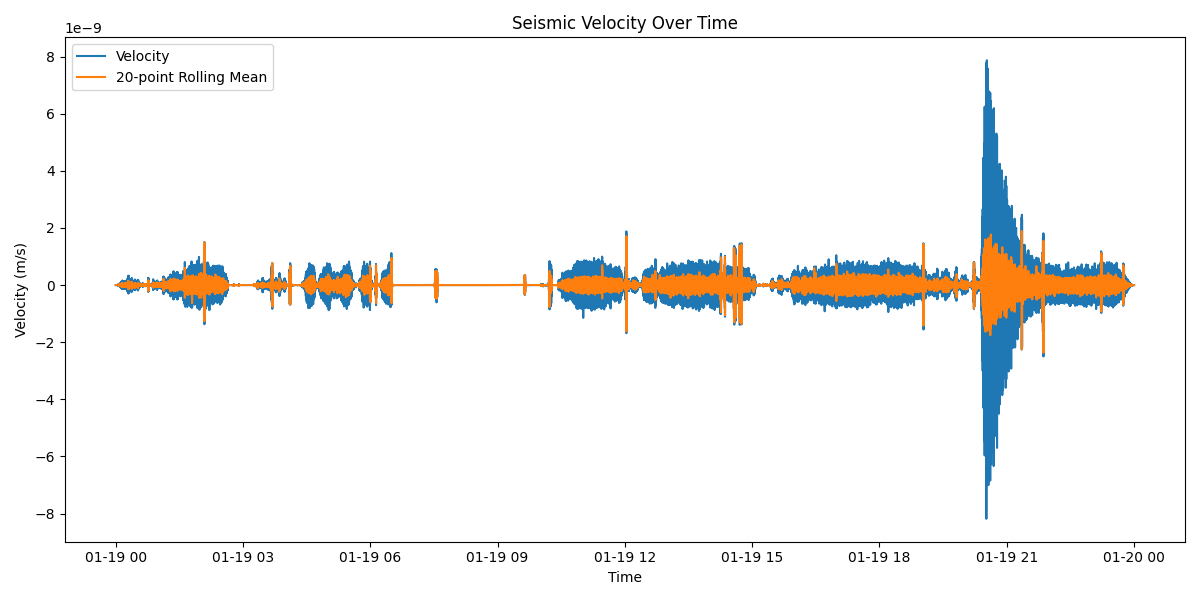 Seismic Velocity Over Time
1e−9
Velocity
20-point Rolling Mean
8
6
4
2
0
−2
−4
−6
−8
Velocity (m/s)
01-19 00 01-19 03 01-19 06 01-19 09 01-19 12 01-19 15 01-19 18 01-19 21 01-20 00
Time